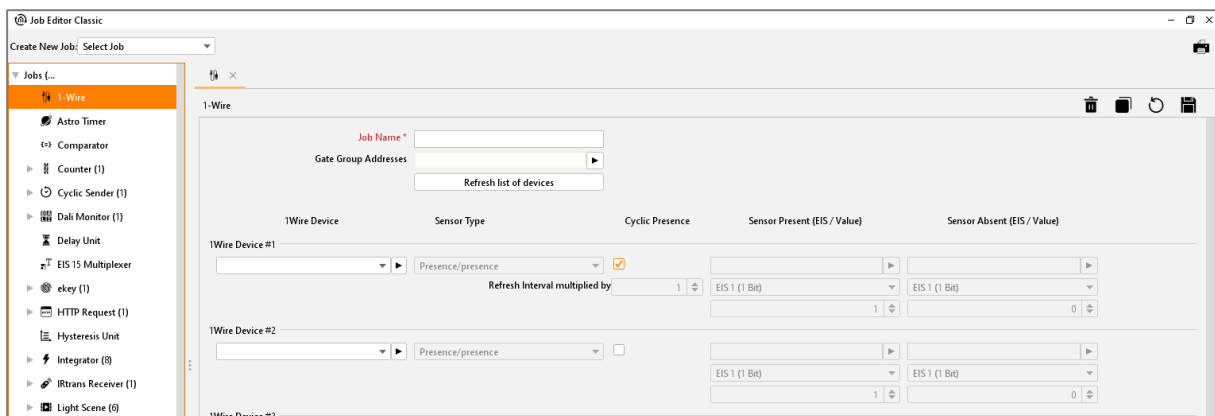 Job Editor Classic
Create New Job: Select Job
Jobs (...
1-Wire
Astro Timer
Comparator
Counter (1)
Cyclic Sender (1)
Dali Monitor (1)
Delay Unit
EIS 15 Multiplexer
ekey (1)
HTTP Request (1)
Hysteresis Unit
Integrator (8)
IRtrans Receiver (1)
Light Scene (6)
1-Wire
Job Name *
Gate Group Addresses
Refresh list of devices
1Wire Device Sensor Type Cyclic Presence Sensor Present (EIS / Value) Sensor Absent (EIS / Value)
1Wire Device #1
Presence/presence
Refresh Interval multiplied by 1 EIS 1 (1 Bit) EIS 1 (1 Bit)
1 0
1Wire Device #2
Presence/presence
EIS 1 (1 Bit) EIS 1 (1 Bit)
1 0
1Wire Device #3